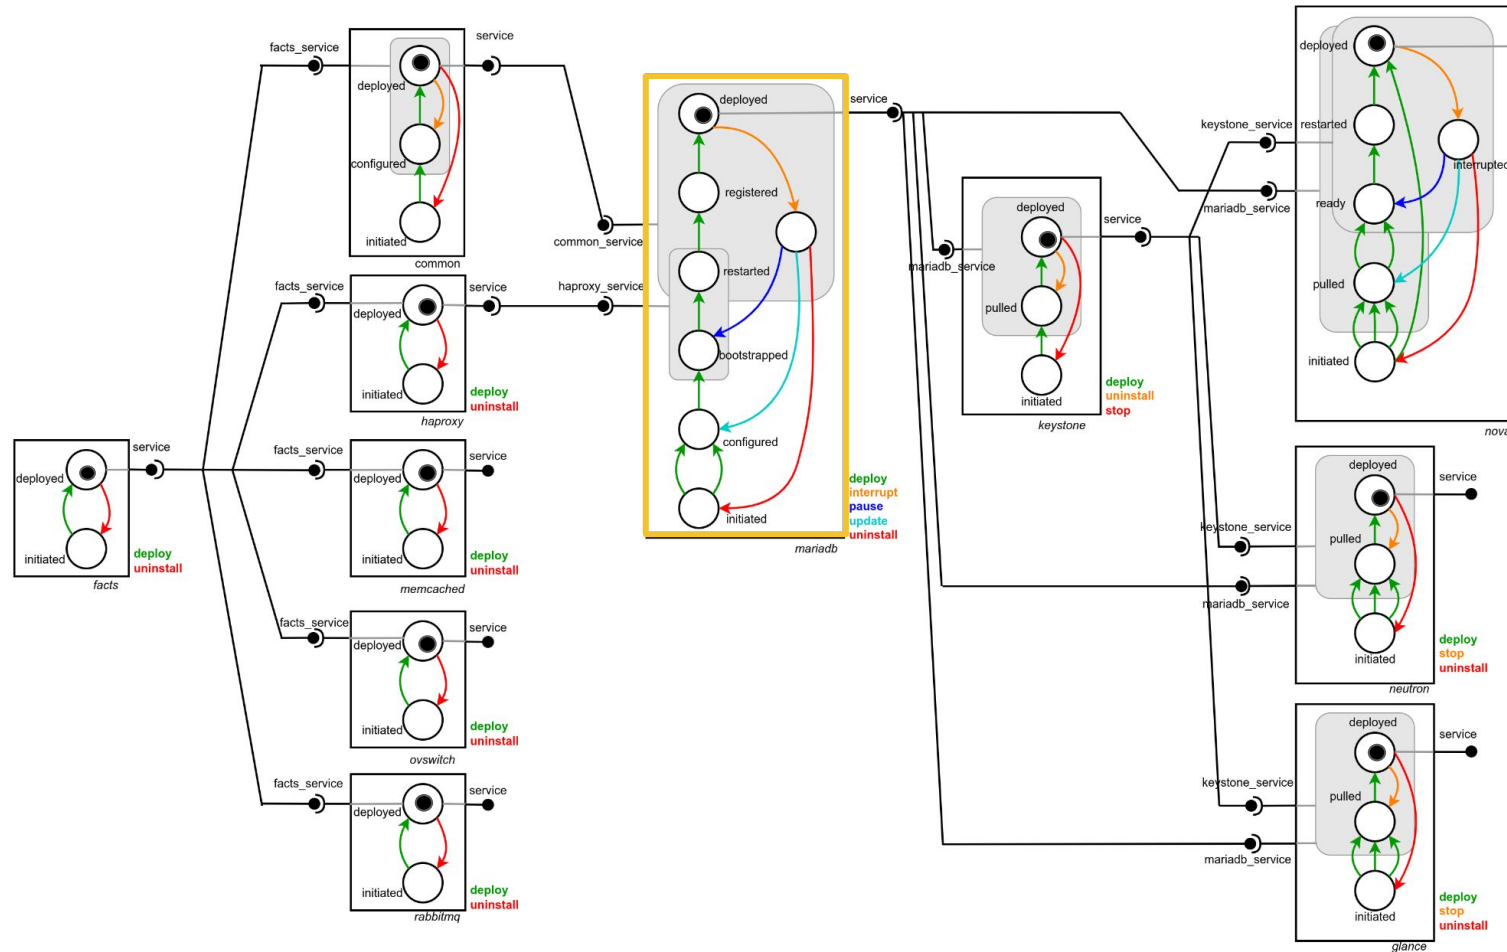 facts_service
service
deployed
configured
initiated
common
facts_service
service
deployed
initiated
deploy
uninstall
haproxy
service
deployed
initiated
deploy
uninstall
facts
facts_service
service
deployed
initiated
deploy
uninstall
memcached
facts_service
service
deployed
initiated
deploy
uninstall
ovswitch
facts_service
service
deployed
initiated
deploy
uninstall
rabbitmq
common_service
haproxy_service
deployed
service
registered
restarted
bootstrapped
configured
initiated
deploy
interrupt
pause
update
uninstall
mariadb
mariadb_service
deployed
service
pulled
initiated
deploy
uninstall
stop
keystone
keystone_service
mariadb_service
deployed
restarted
interrupted
ready
pulled
initiated
nova
keystone_service
mariadb_service
deployed
service
pulled
initiated
deploy
stop
uninstall
neutron
keystone_service
mariadb_service
deployed
service
pulled
initiated
deploy
stop
uninstall
glance